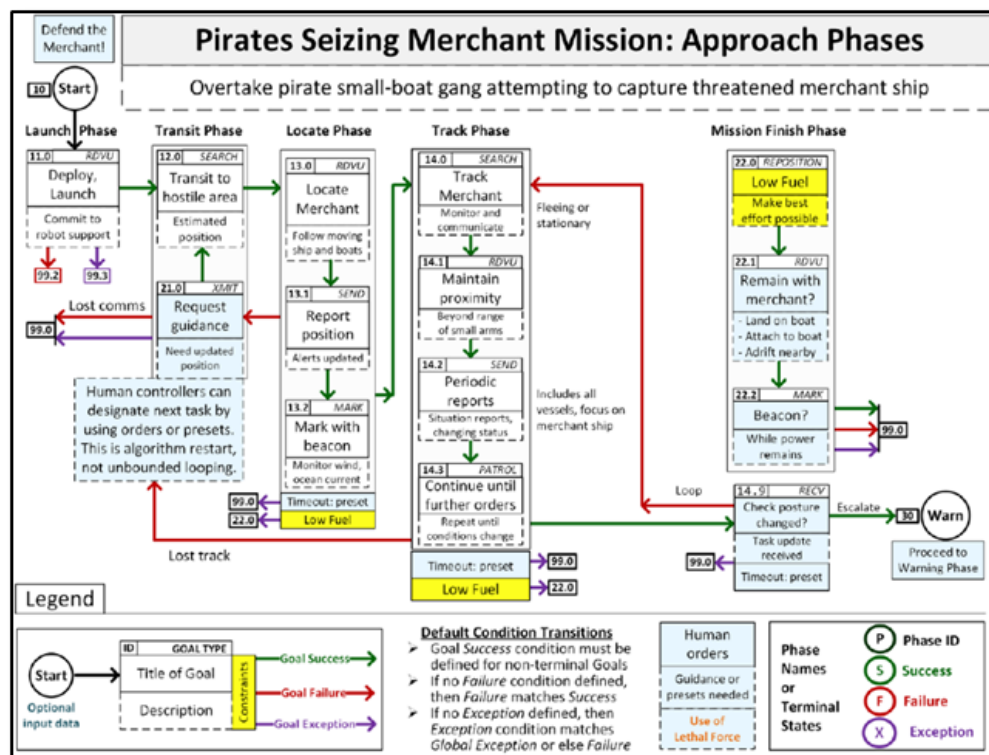 Defend the
Merchant!
Pirates Seizing Merchant Mission: Approach Phases
Overtake pirate small-boat gang attempting to capture threatened merchant ship
10
Start
Launch Phase
11.0 RDVU
Deploy,
Launch
Commit to
robot support
99.2
99.3
Transit Phase
12.0 SEARCH
Transit to
hostile area
Estimated
position
21.0 XMIT
Request
guidance
Need updated
position
Lost comms
99.0
Human controllers can
designate next task by
using orders or presets.
This is algorithm restart,
not unbounded looping.
Lost track
Locate Phase
13.0 RDVU
Locate
Merchant
Follow moving
ship and boats
13.1 SEND
Report
position
Alerts updated
13.2 MARK
Mark with
beacon
Monitor wind,
ocean current
Timeout: preset
99.0
Low Fuel
22.0
Track Phase
14.0 SEARCH
Track
Merchant
Monitor and
communicate
14.1 RDVU
Maintain
proximity
Beyond range
of small arms
14.2 SEND
Periodic
reports
Situation reports,
changing status
14.3 PATROL
Continue until
further orders
Repeat until
conditions change
Timeout: preset
99.0
Low Fuel
22.0
Fleeing or
stationary
Includes all
vessels, focus on
merchant ship
Loop
Mission Finish Phase
22.0 REPOSITION
Low Fuel
Make best
effort possible
22.1 RDVU
Remain with
merchant?
- Land on boat
- Attach to boat
- Adrift nearby
22.2 MARK
Beacon?
While power
remains
99.0
14.9 RECV
Check posture
changed?
Task update
received
Timeout: preset
99.0
Escalate
30
Warn
Proceed to
Warning Phase
Legend
Start
Optional
input data
ID GOAL TYPE
Title of Goal
Description
Constraints
Goal Success
Goal Failure
Goal Exception
Default Condition Transitions
➢ Goal Success condition must be
defined for non-terminal Goals
➢ If no Failure condition defined,
then Failure matches Success
➢ If no Exception defined, then
Exception condition matches
Global Exception or else Failure
Human
orders
Guidance or
presets needed
Use of
Lethal Force
Phase
Names
or
Terminal
States
P Phase ID
S Success
F Failure
X Exception